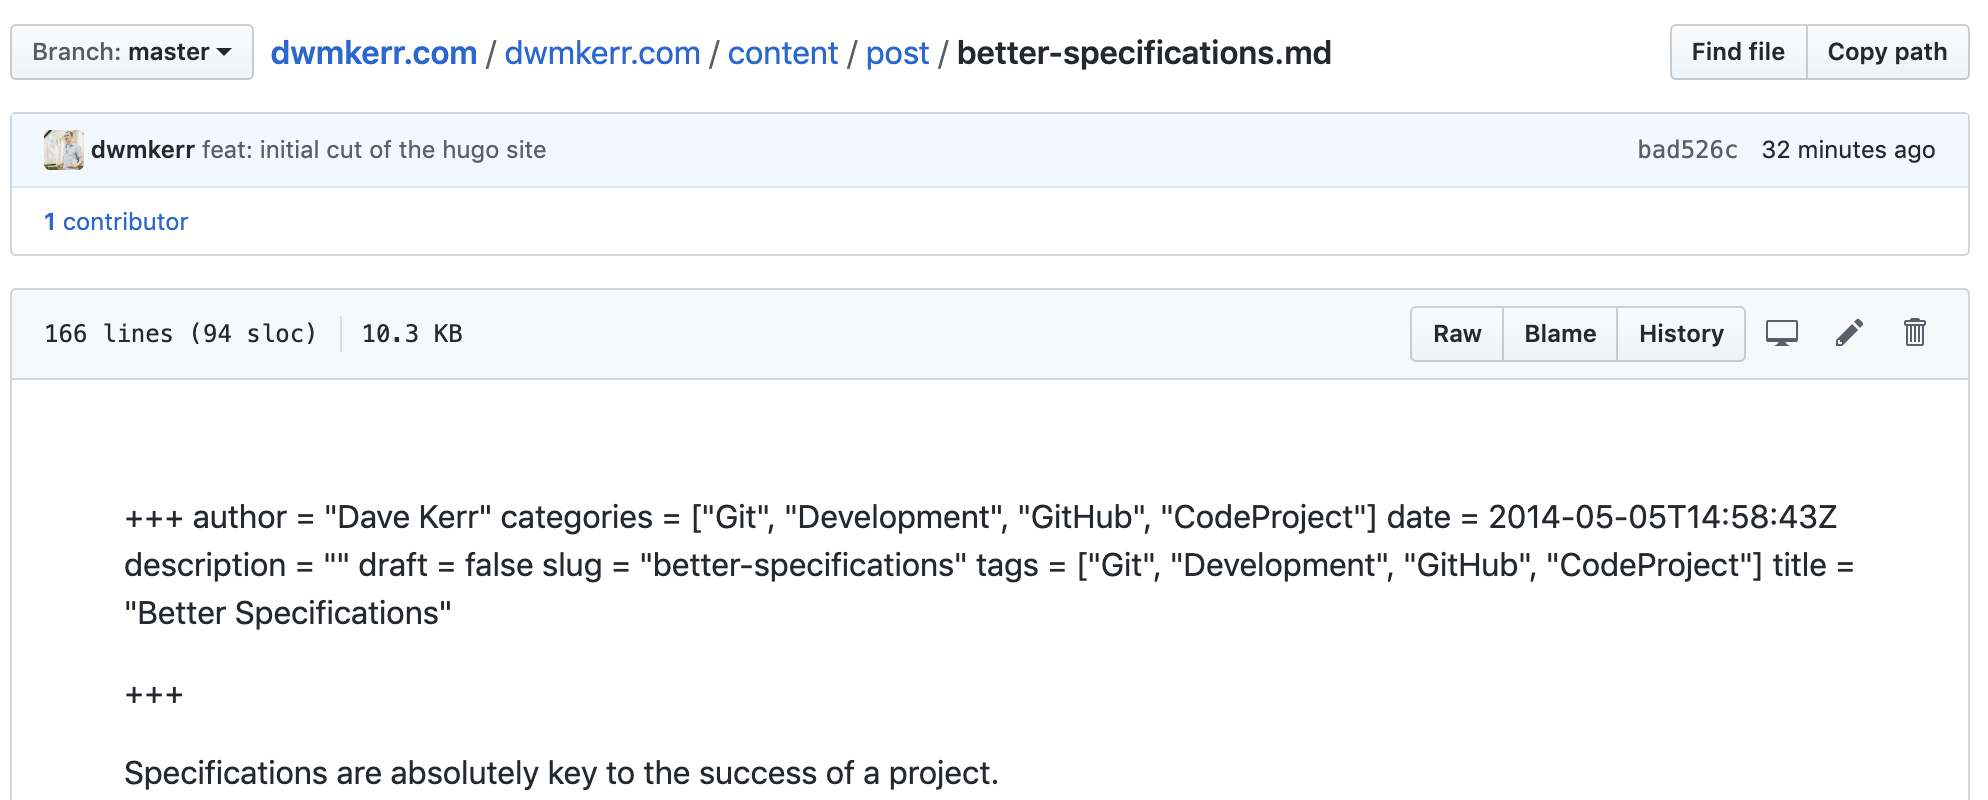 Branch: master
dwmkerr.com / dwmkerr.com / content / post / better-specifications.md
Find file
Copy path
dwmkerr feat: initial cut of the hugo site
bad526c 32 minutes ago
1 contributor
166 lines (94 sloc)
10.3 KB
Raw
Blame
History
+++ author = "Dave Kerr" categories = ["Git", "Development", "GitHub", "CodeProject"] date = 2014-05-05T14:58:43Z
description = "" draft = false slug = "better-specifications" tags = ["Git", "Development", "GitHub", "CodeProject"] title =
"Better Specifications"
+++
Specifications are absolutely key to the success of a project.